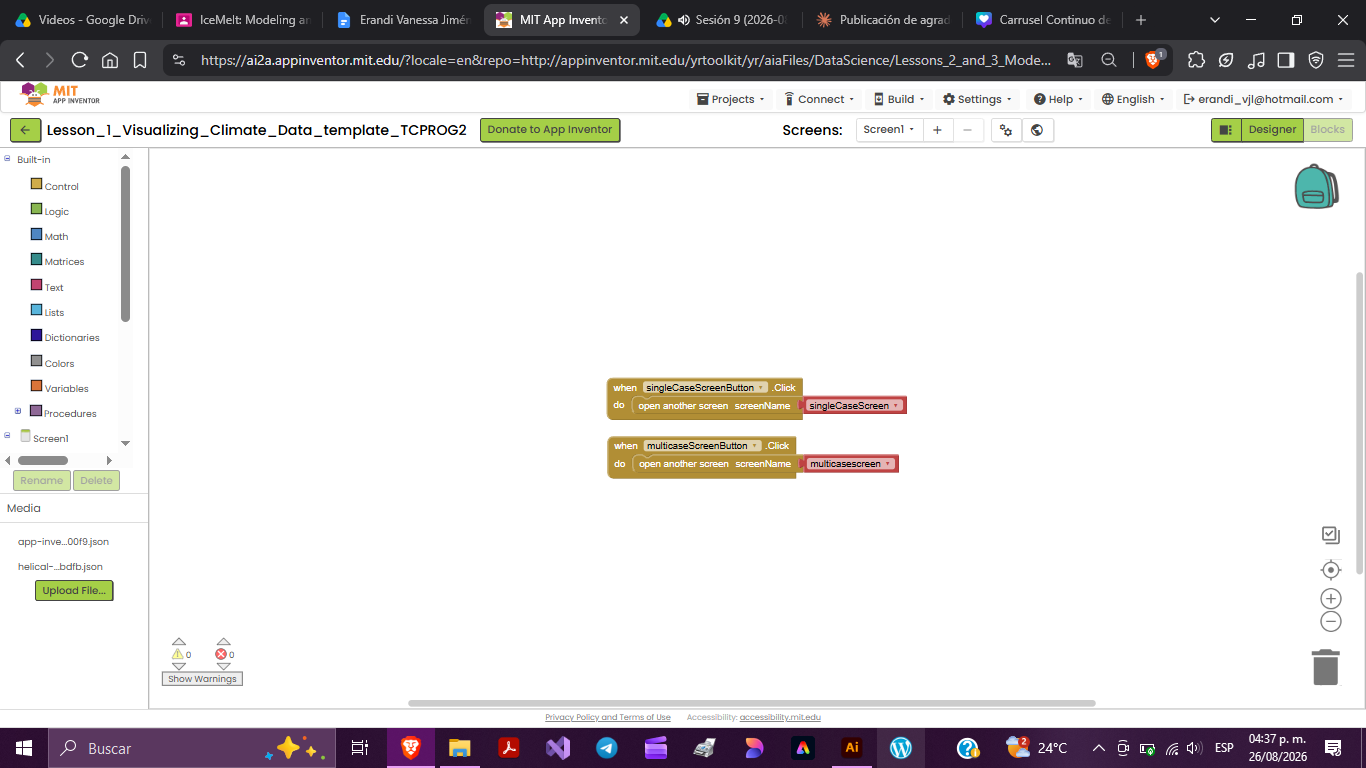 Videos - Google Driv
IceMelt: Modeling an
Erandi Vanessa Jimén
MIT App Invento
Sesión 9 (2026-08
Publicación de agrad
Carrusel Continuo de
https://ai2a.appinventor.mit.edu/?locale=en&repo=http://appinventor.mit.edu/yrtoolkit/yr/aiaFiles/DataScience/Lessons_2_and_3_Mode...
1
MIT
APP INVENTOR
Projects
Connect
Build
Settings
Help
English
erandi_vjl@hotmail.com
Lesson_1_Visualizing_Climate_Data_template_TCPROG2
Donate to App Inventor
Screens:
Screen1
Designer
Blocks
Built-in
Control
Logic
Math
Matrices
Text
Lists
Dictionaries
Colors
Variables
Procedures
Screen1
Rename
Delete
Media
app-inve...00f9.json
helical-...bdfb.json
Upload File...
when singleCaseScreenButton .Click
do open another screen screenName singleCaseScreen
when multicaseScreenButton .Click
do open another screen screenName multicasescreen
0
0
Show Warnings
Privacy Policy and Terms of Use
Accessibility: accessibility.mit.edu
Buscar
Ai
2
24°C
ESP
04:37 p. m.
26/08/2026